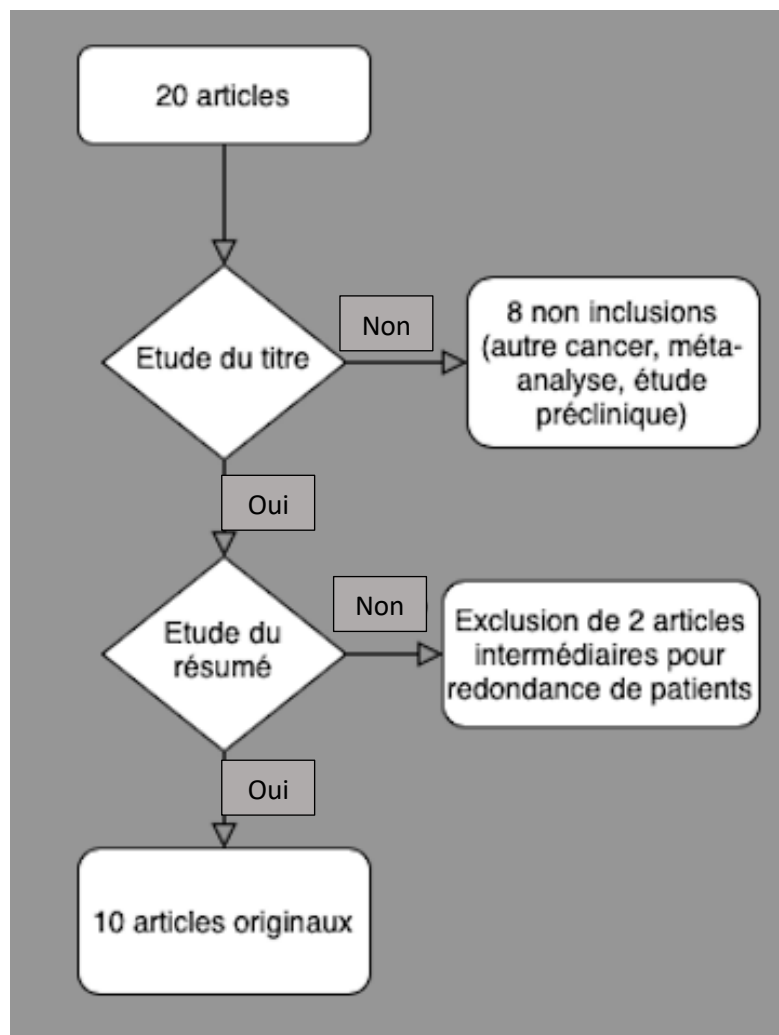 20 articles
Etude du titre
Non
8 non inclusions
(autre cancer, méta-
analyse, étude
préclinique)
Oui
Etude du
résumé
Non
Exclusion de 2 articles
intermédiaires pour
redondance de patients
Oui
10 articles originaux